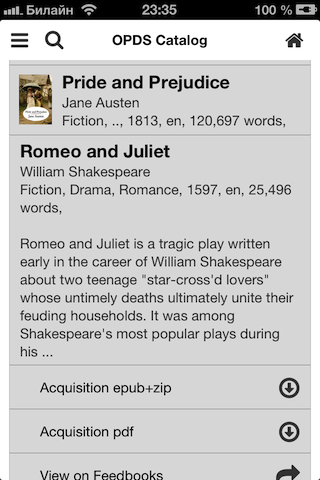 Билайн 23:35 100 %
OPDS Catalog
Pride and Prejudice
Jane Austen
Fiction, .., 1813, en, 120,697 words,
Romeo and Juliet
William Shakespeare
Fiction, Drama, Romance, 1597, en, 25,496
words,
Romeo and Juliet is a tragic play written
early in the career of William Shakespeare
about two teenage "star-cross'd lovers"
whose untimely deaths ultimately unite their
feuding households. It was among
Shakespeare's most popular plays during
his ...
Acquisition epub+zip
Acquisition pdf
View on Feedbooks